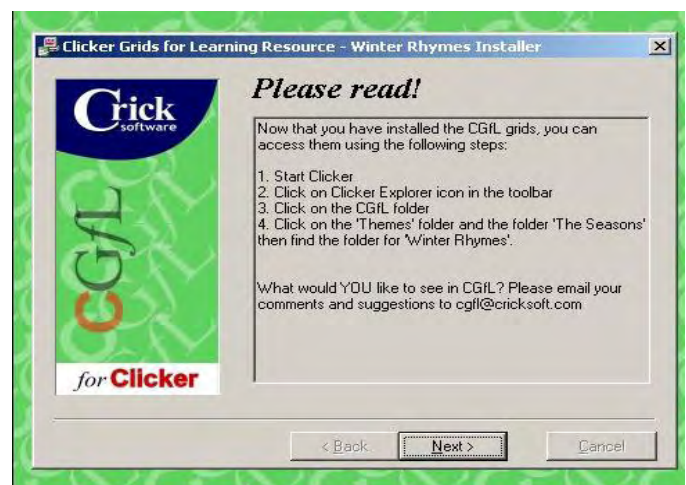 Clicker Grids for Learning Resource - Winter Rhymes Installer
Crick
software
CGfL
for Clicker
Please read!
Now that you have installed the CGfL grids, you can
access them using the following steps:
1. Start Clicker
2. Click on Clicker Explorer icon in the toolbar
3. Click on the CGfL folder
4. Click on the 'Themes' folder and the folder 'The Seasons'
then find the folder for 'Winter Rhymes'.
What would YOU like to see in CGfL? Please email your
comments and suggestions to cgfl@cricksoft.com
< Back
Next >
Cancel